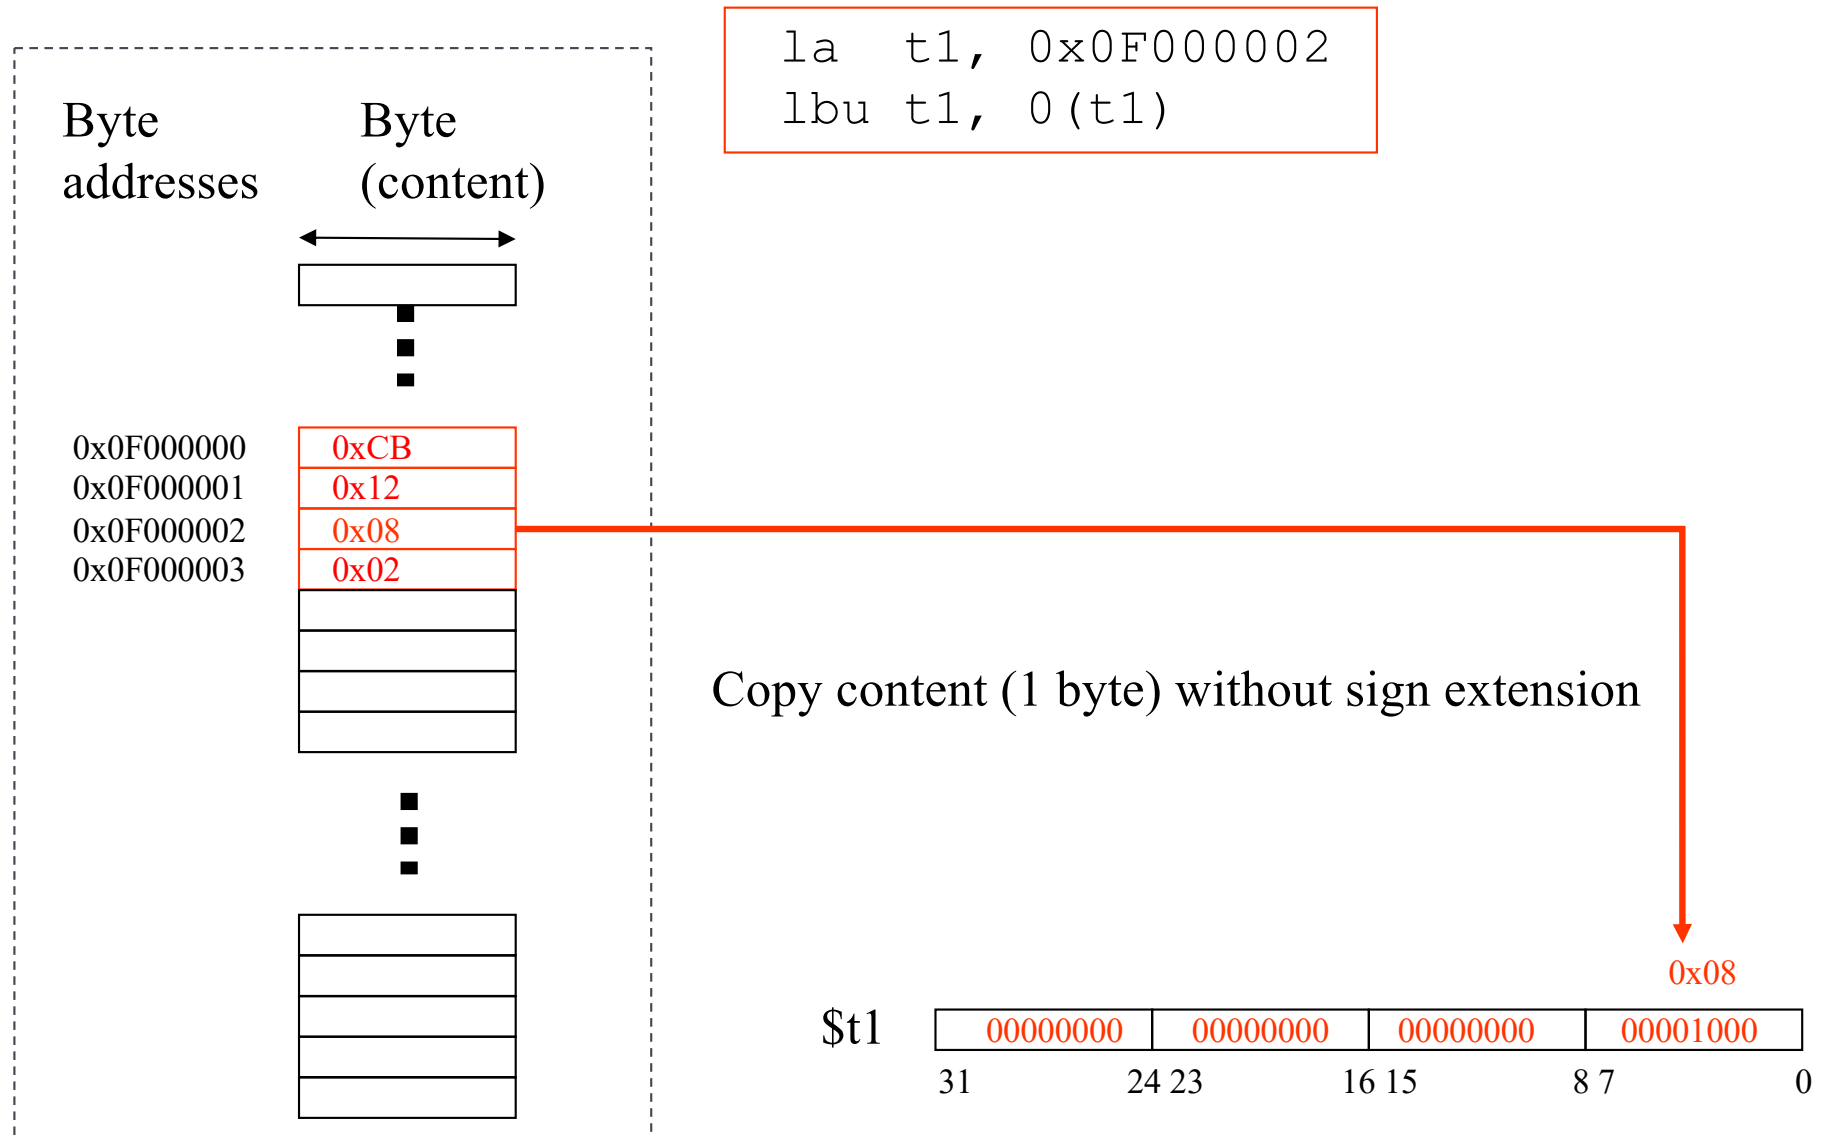 la  t1, 0x0F000002
lbu t1, 0(t1)
Byte addresses
Byte (content)
0x0F000000 0xCB
0x0F000001 0x12
0x0F000002 0x08
0x0F000003 0x02
Copy content (1 byte) without sign extension
0x08
$t1 00000000 00000000 00000000 00001000
31 24 23 16 15 8 7 0